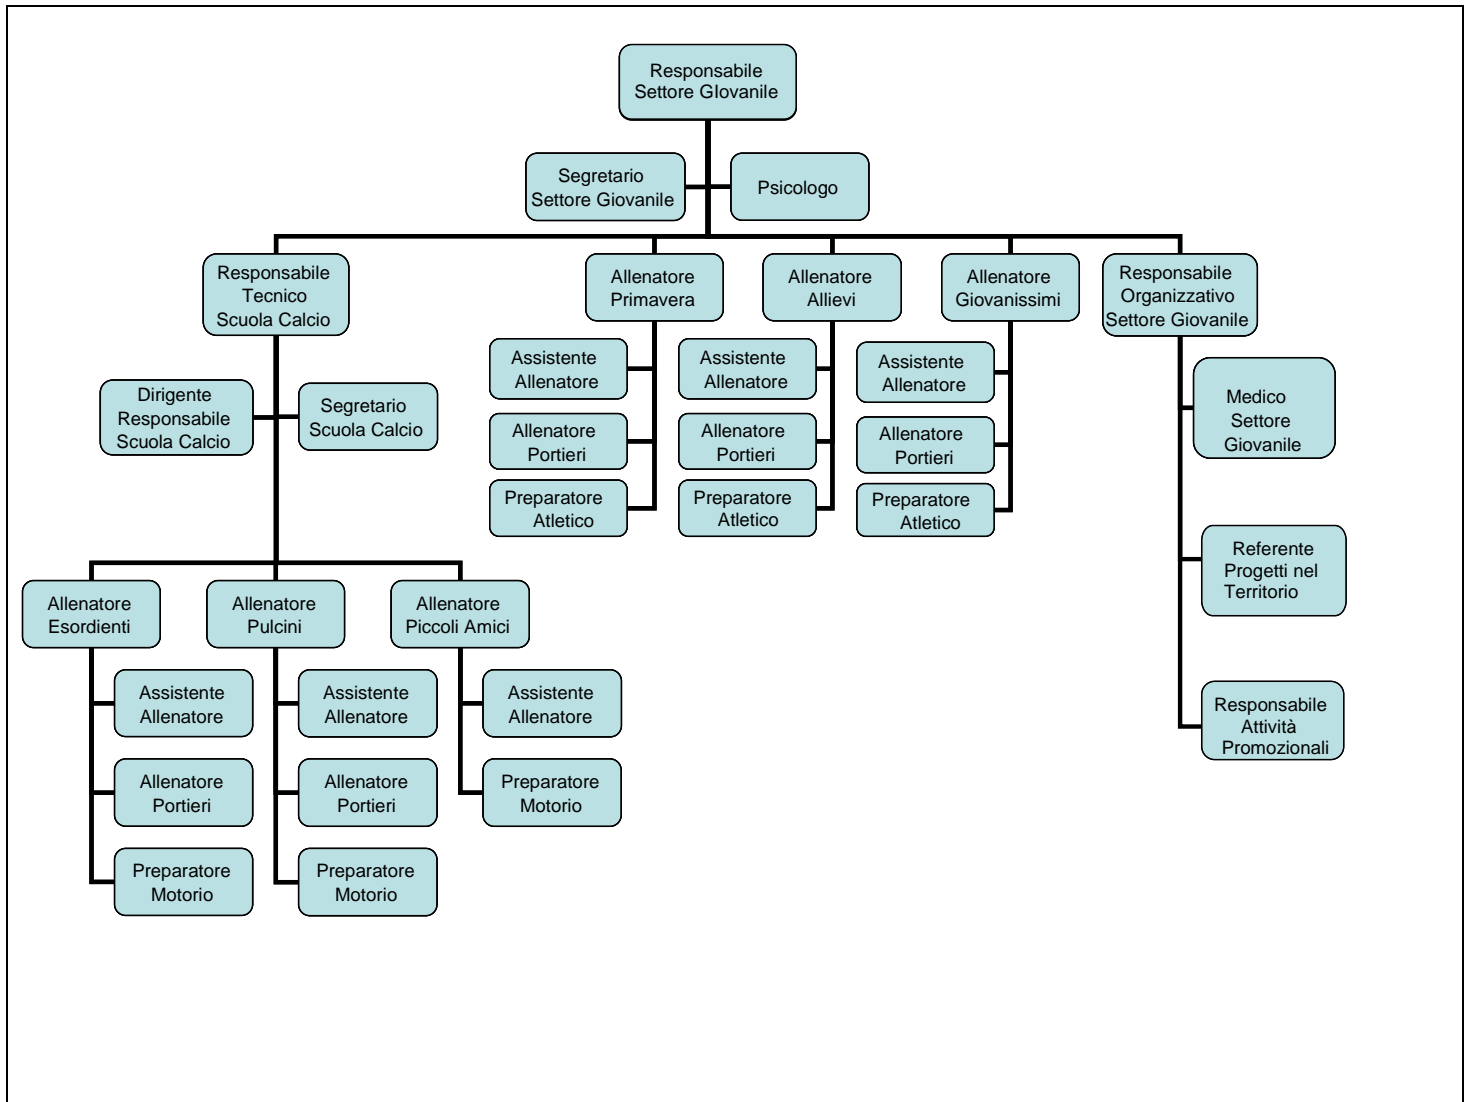 Responsabile
Settore GIovanile
Segretario
Settore Giovanile
Psicologo
Responsabile
Tecnico
Scuola Calcio
Allenatore
Primavera
Allenatore
Allievi
Allenatore
Giovanissimi
Responsabile
Organizzativo
Settore Giovanile
Dirigente
Responsabile
Scuola Calcio
Segretario
Scuola Calcio
Assistente
Allenatore
Allenatore
Portieri
Preparatore
Atletico
Assistente
Allenatore
Allenatore
Portieri
Preparatore
Atletico
Assistente
Allenatore
Allenatore
Portieri
Preparatore
Atletico
Medico
Settore
Giovanile
Referente
Progetti nel
Territorio
Responsabile
Attività
Promozionali
Allenatore
Esordienti
Allenatore
Pulcini
Allenatore
Piccoli Amici
Assistente
Allenatore
Allenatore
Portieri
Preparatore
Motorio
Assistente
Allenatore
Allenatore
Portieri
Preparatore
Motorio
Assistente
Allenatore
Preparatore
Motorio